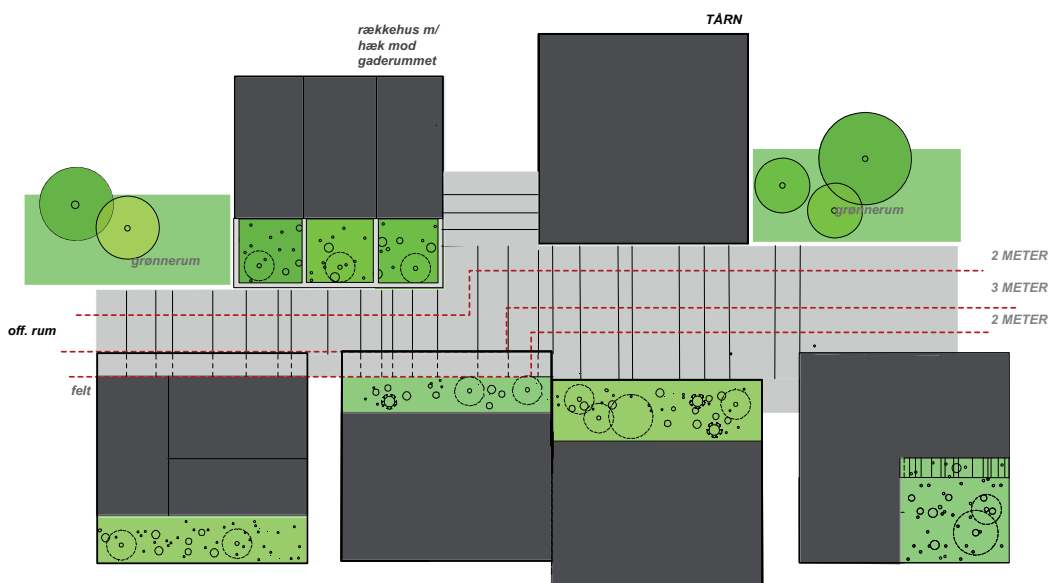 TÅRN
rækkehus m/
hæk mod
gaderummet
grønnerum
grønnerum
2 METER
3 METER
2 METER
off. rum
felt